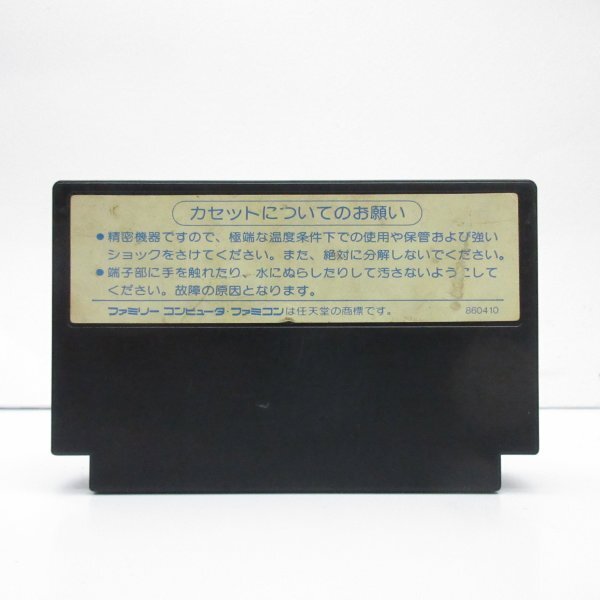 カセットについてのお願い
●精密機器ですので、極端な温度条件下での使用や保管および強い
ショックをさけてください。また、絶対に分解しないでください。
●端子部に手を触れたり、水にぬらしたりして汚さないようにして
ください。故障の原因となります。
ファミリーコンピュータ・ファミコンは任天堂の商標です。 860410